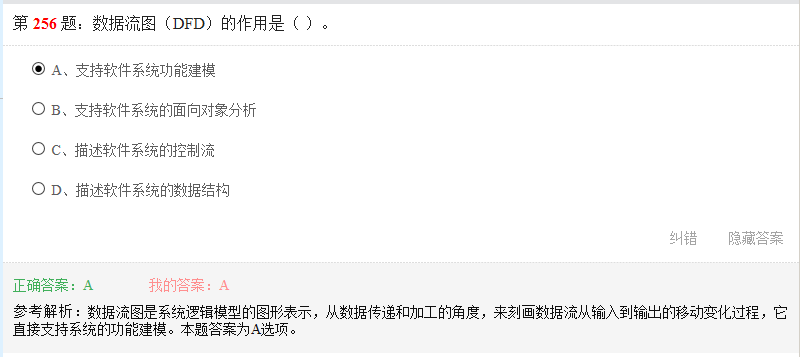 第 256 题：数据流图（DFD）的作用是（ ）。
A、支持软件系统功能建模
B、支持软件系统的面向对象分析
C、描述软件系统的控制流
D、描述软件系统的数据结构
纠错 隐藏答案
正确答案：A 我的答案：A
参考解析：数据流图是系统逻辑模型的图形表示，从数据传递和加工的角度，来刻画数据流从输入到输出的移动变化过程，它
直接支持系统的功能建模。本题答案为A选项。